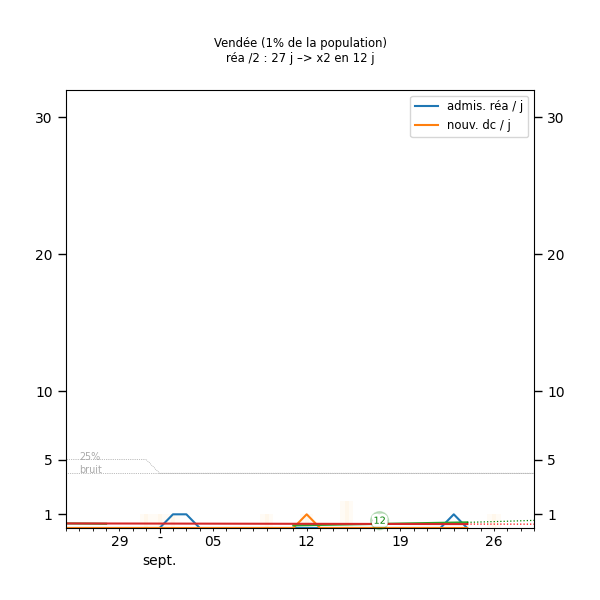 Vendée (1% de la population)
réa /2 : 27 j –> x2 en 12 j
admis. réa / j
nouv. dc / j
30 30
20 20
10 10
5 5
1 1
25%
bruit
12
29 - 05 12 19 26
sept.